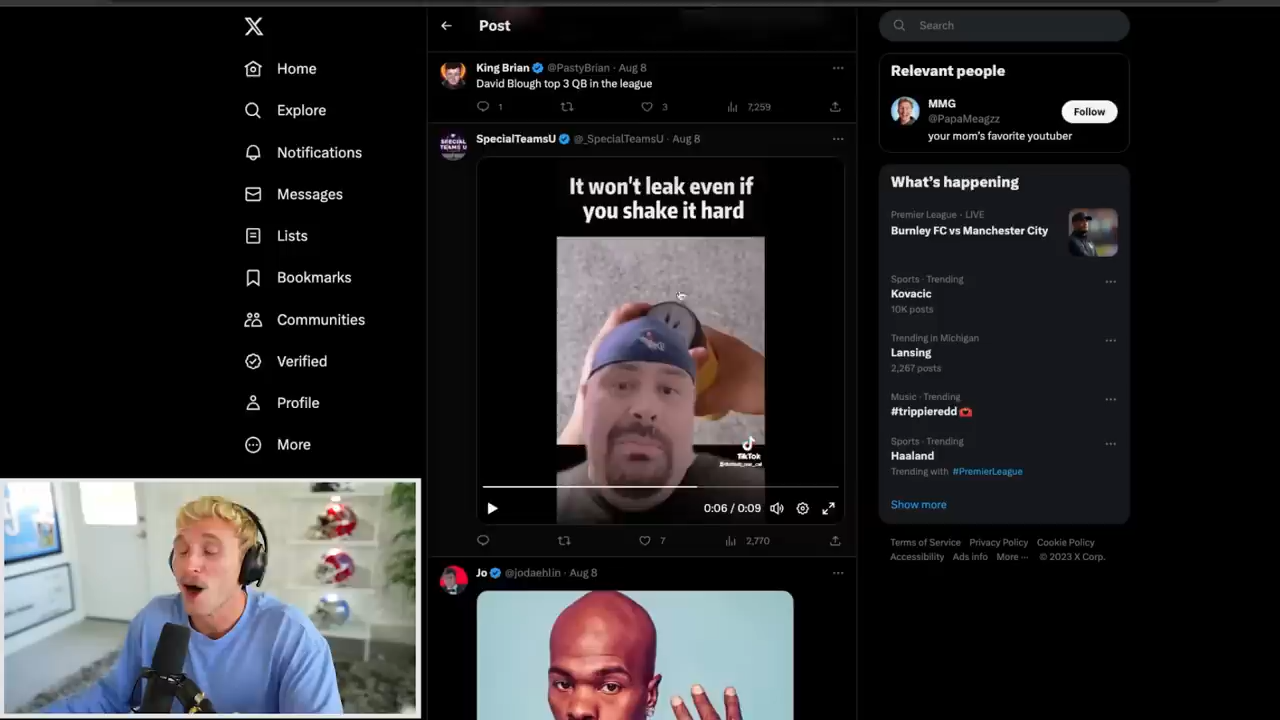 Home
Explore
Notifications
Messages
Lists
Bookmarks
Communities
Verified
Profile
More
Post
King Brian @PastyBrian · Aug 8
David Blough top 3 QB in the league
1
3
7,259
SpecialTeamsU @_SpecialTeamsU · Aug 8
SPECIAL
TEAMS U
It won't leak even if
you shake it hard
TikTok
0:06 / 0:09
7
2,770
Jo @jodaehlin · Aug 8
Search
Relevant people
MMG
@PapaMeagzz
Follow
your mom's favorite youtuber
What's happening
Premier League · LIVE
Burnley FC vs Manchester City
Sports · Trending
Kovacic
10K posts
Trending in Michigan
Lansing
2,267 posts
Music · Trending
#trippieredd
Sports · Trending
Haaland
Trending with #PremierLeague
Show more
Terms of Service Privacy Policy Cookie Policy
Accessibility Ads info More ··· © 2023 X Corp.